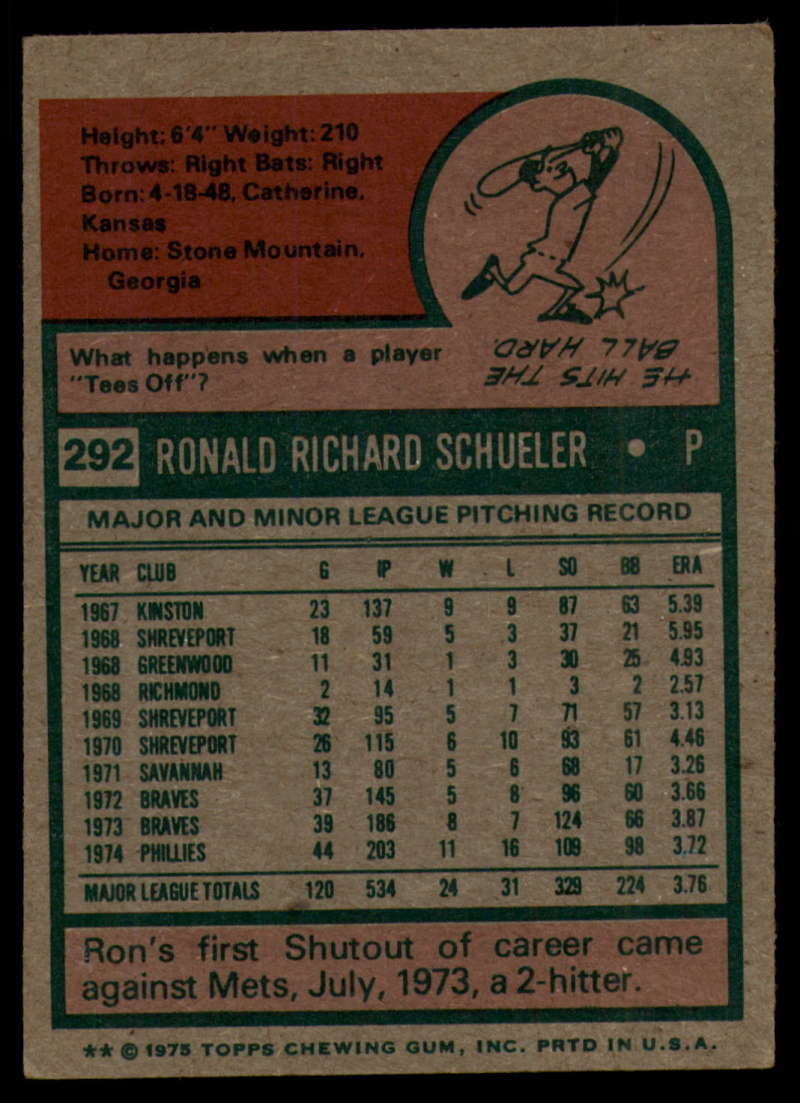 Height: 6'4" Weight: 210
Throws: Right Bats: Right
Born: 4-18-48, Catherine,
Kansas
Home: Stone Mountain,
Georgia
What happens when a player
"Tees Off"?
HE HITS THE
BALL HARD.
292 RONALD RICHARD SCHUELER • P
MAJOR AND MINOR LEAGUE PITCHING RECORD
YEAR CLUB G IP W L SO BB ERA
1967 KINSTON 23 137 9 9 87 63 5.39
1968 SHREVEPORT 18 59 5 3 37 21 5.95
1968 GREENWOOD 11 31 1 3 30 25 4.93
1968 RICHMOND 2 14 1 1 3 2 2.57
1969 SHREVEPORT 32 95 5 7 71 57 3.13
1970 SHREVEPORT 26 115 6 10 93 61 4.46
1971 SAVANNAH 13 80 5 6 68 17 3.26
1972 BRAVES 37 145 5 8 96 60 3.66
1973 BRAVES 39 186 8 7 124 66 3.87
1974 PHILLIES 44 203 11 16 109 98 3.72
MAJOR LEAGUE TOTALS 120 534 24 31 329 224 3.76
Ron's first Shutout of career came
against Mets, July, 1973, a 2-hitter.
** © 1975 TOPPS CHEWING GUM, INC. PRTD IN U.S.A.